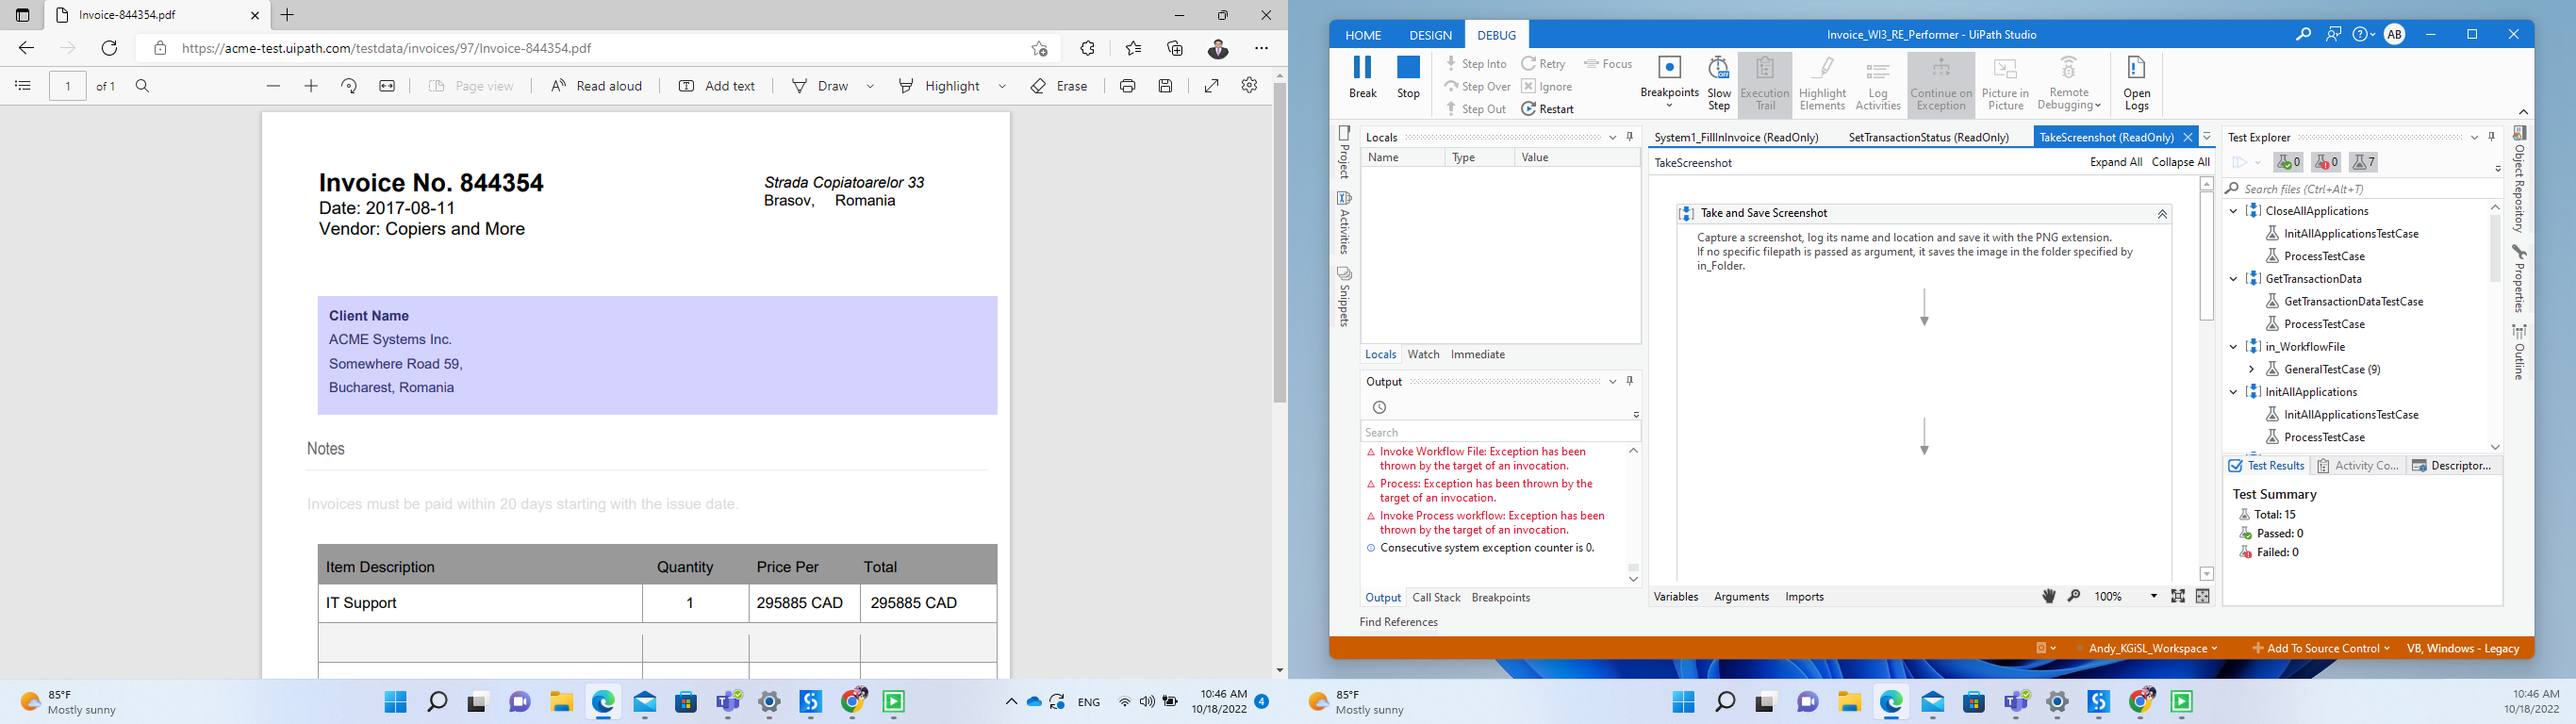 Invoice-844354.pdf
https://acme-test.uipath.com/testdata/invoices/97/Invoice-844354.pdf
1 of 1
Page view
Read aloud
Add text
Draw
Highlight
Erase
Invoice No. 844354
Date: 2017-08-11
Vendor: Copiers and More
Strada Copiatoarelor 33
Brasov, Romania
Client Name
ACME Systems Inc.
Somewhere Road 59,
Bucharest, Romania
Notes
Invoices must be paid within 20 days starting with the issue date.
Item Description Quantity Price Per Total
IT Support 1 295885 CAD 295885 CAD
85°F
Mostly sunny
ENG
10:46 AM
10/18/2022
4
HOME DESIGN DEBUG
Invoice_WI3_RE_Performer - UiPath Studio
AB
Break
Stop
Step Into
Step Over
Step Out
Retry
Ignore
Restart
Focus
Breakpoints
Slow
Step
OFF
Execution
Trail
Highlight
Elements
Log
Activities
Continue on
Exception
Picture in
Picture
Remote
Debugging
Open
Logs
Project
Activities
Snippets
Locals
Name Type Value
Locals Watch Immediate
Output
Search
Invoke Workflow File: Exception has been
thrown by the target of an invocation.
Process: Exception has been thrown by the
target of an invocation.
Invoke Process workflow: Exception has been
thrown by the target of an invocation.
Consecutive system exception counter is 0.
Output Call Stack Breakpoints
Find References
System1_FillInInvoice (ReadOnly) SetTransactionStatus (ReadOnly) TakeScreenshot (ReadOnly)
TakeScreenshot
Expand All Collapse All
Take and Save Screenshot
Capture a screenshot, log its name and location and save it with the PNG extension.
If no specific filepath is passed as argument, it saves the image in the folder specified by
in_Folder.
Variables Arguments Imports
100%
Test Explorer
0 0 7
Search files (Ctrl+Alt+T)
CloseAllApplications
InitAllApplicationsTestCase
ProcessTestCase
GetTransactionData
GetTransactionDataTestCase
ProcessTestCase
in_WorkflowFile
GeneralTestCase (9)
InitAllApplications
InitAllApplicationsTestCase
ProcessTestCase
Test Results Activity Co... Descriptor...
Test Summary
Total: 15
Passed: 0
Failed: 0
Object Repository
Properties
Outline
Andy_KGiSL_Workspace
Add To Source Control
VB, Windows - Legacy
85°F
Mostly sunny
10:46 AM
10/18/2022